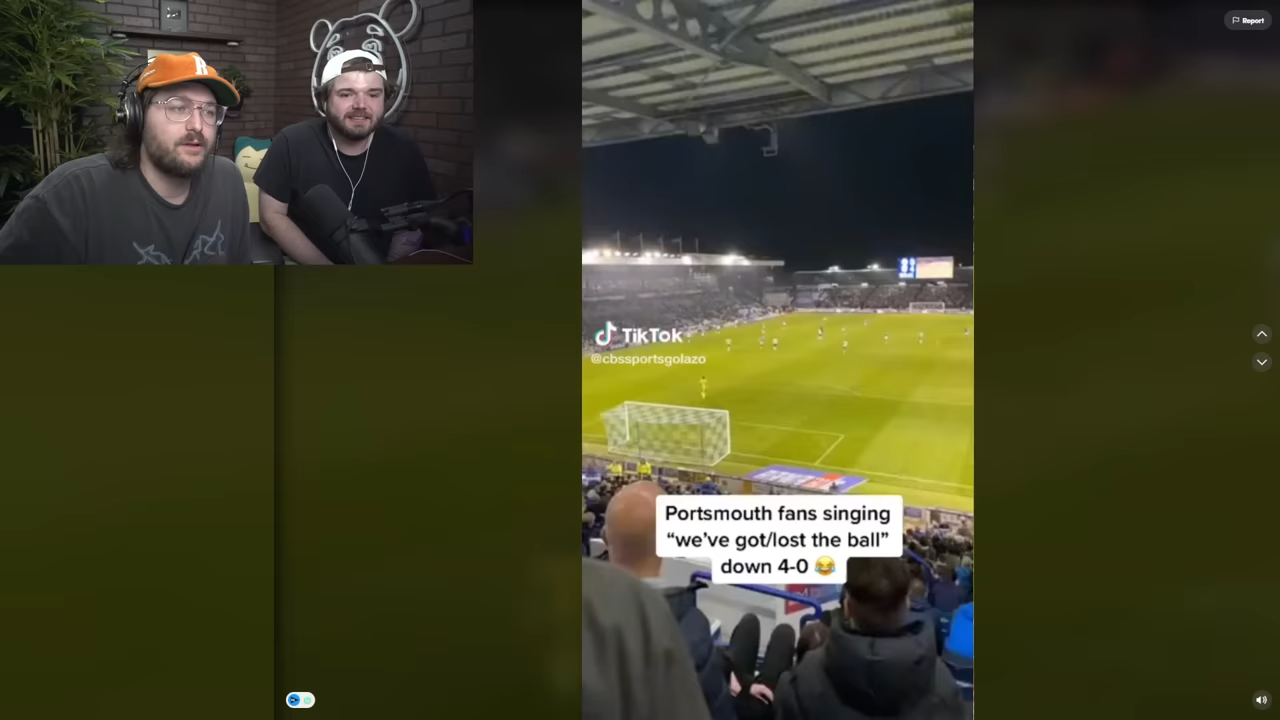 R
Report
TikTok
@cbssportsgolazo
Portsmouth fans singing
“we’ve got/lost the ball”
down 4-0 😂